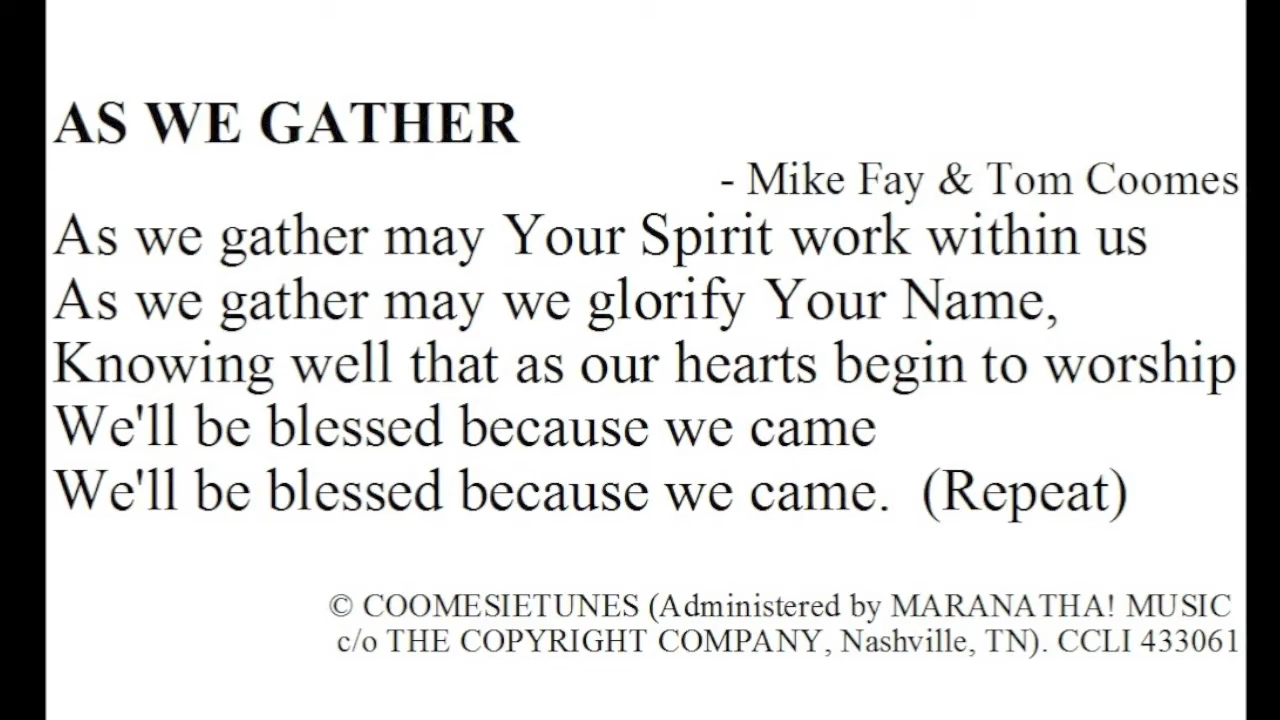 AS WE GATHER
- Mike Fay & Tom Coomes
As we gather may Your Spirit work within us
As we gather may we glorify Your Name,
Knowing well that as our hearts begin to worship
We'll be blessed because we came
We'll be blessed because we came.  (Repeat)
© COOMESIETUNES (Administered by MARANATHA! MUSIC
c/o THE COPYRIGHT COMPANY, Nashville, TN). CCLI 433061